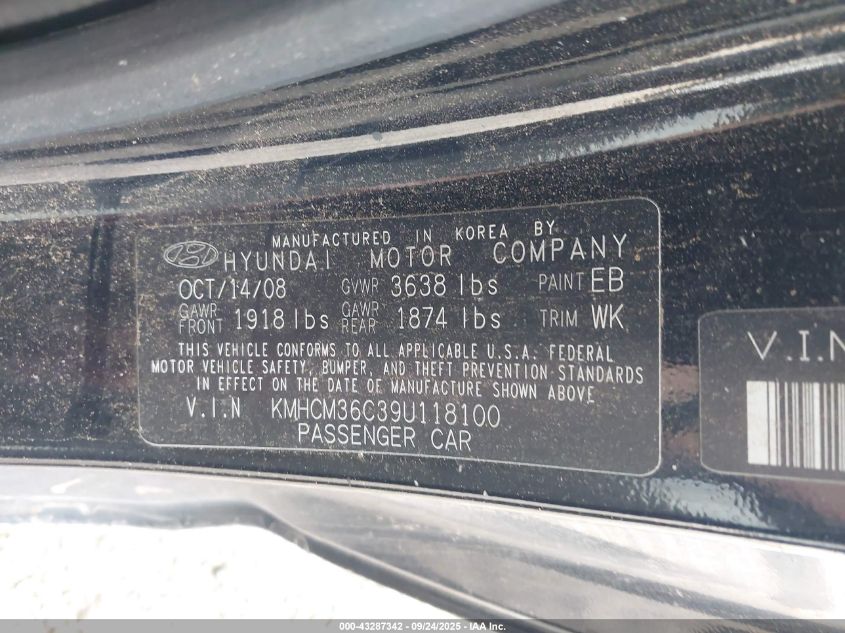 MANUFACTURED IN KOREA BY
HYUNDAI MOTOR COMPANY
OCT/14/08 GVWR 3638 lbs PAINT EB
GAWR FRONT 1918 lbs GAWR REAR 1874 lbs TRIM WK
THIS VEHICLE CONFORMS TO ALL APPLICABLE U.S.A. FEDERAL
MOTOR VEHICLE SAFETY, BUMPER, AND THEFT PREVENTION STANDARDS
IN EFFECT ON THE DATE OF MANUFACTURE SHOWN ABOVE
V.I.N KMHCM36C39U118100
PASSENGER CAR
V.I.N
000-43287342 - 09/24/2025 - IAA Inc.